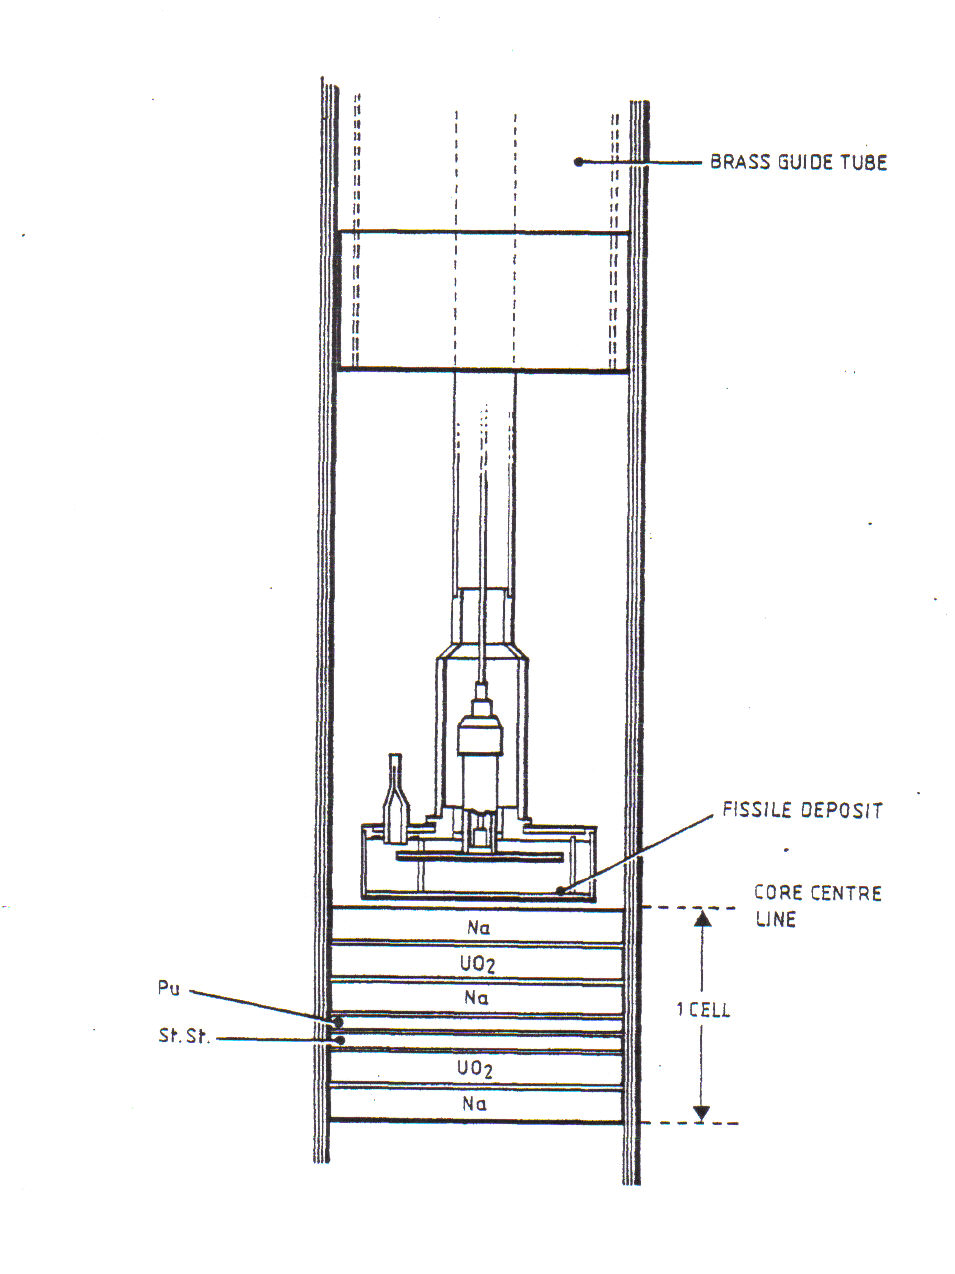 BRASS GUIDE TUBE
FISSILE DEPOSIT
CORE CENTRE
LINE
Na
UO2
Na
Pu
1 CELL
St.St.
UO2
Na